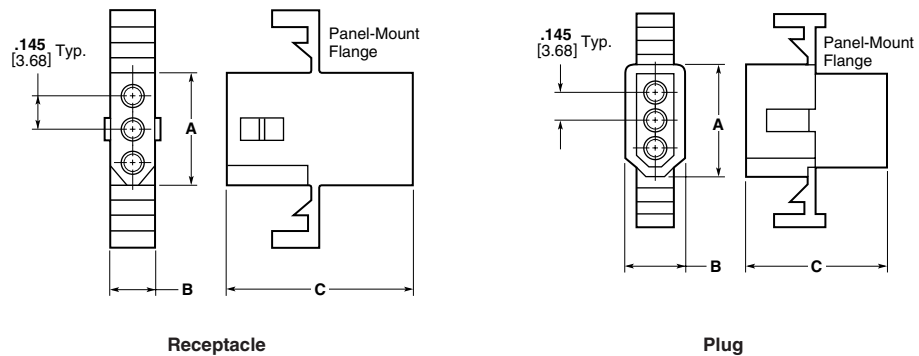 .145 Typ.
[3.68]
Panel-Mount
Flange
A
B
C
Receptacle
.145 Typ.
[3.68]
Panel-Mount
Flange
A
B
C
Plug